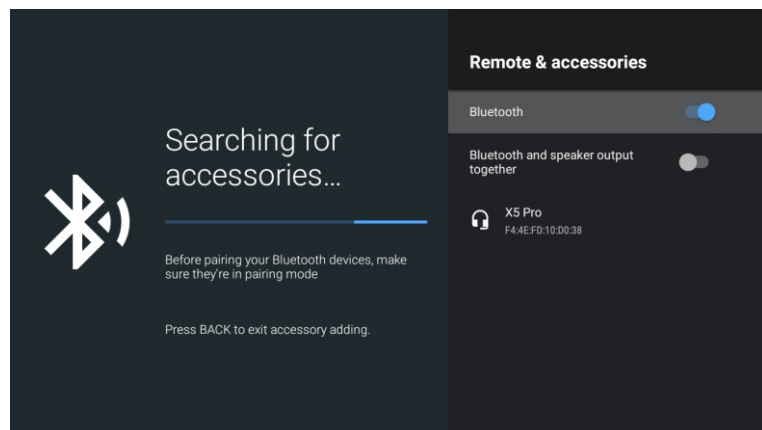 Searching for
accessories...
Before pairing your Bluetooth devices, make
sure they're in pairing mode
Press BACK to exit accessory adding.
Remote & accessories
Bluetooth
Bluetooth and speaker output
together
X5 Pro
F4:4E:FD:10:D0:38